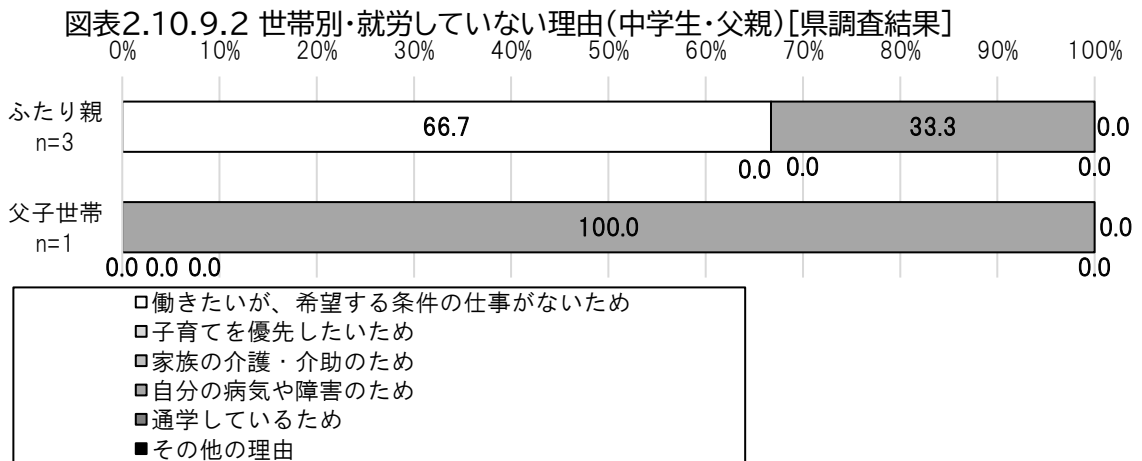 図表2.10.9.2 世帯別・就労していない理由(中学生・父親)[県調査結果]
0% 10% 20% 30% 40% 50% 60% 70% 80% 90% 100%
ふたり親
n=3
66.7 33.3 0.0
0.0 0.0 0.0
父子世帯
n=1
100.0 0.0
0.0 0.0 0.0 0.0
働きたいが、希望する条件の仕事がないため
子育てを優先したいため
家族の介護・介助のため
自分の病気や障害のため
通学しているため
その他の理由